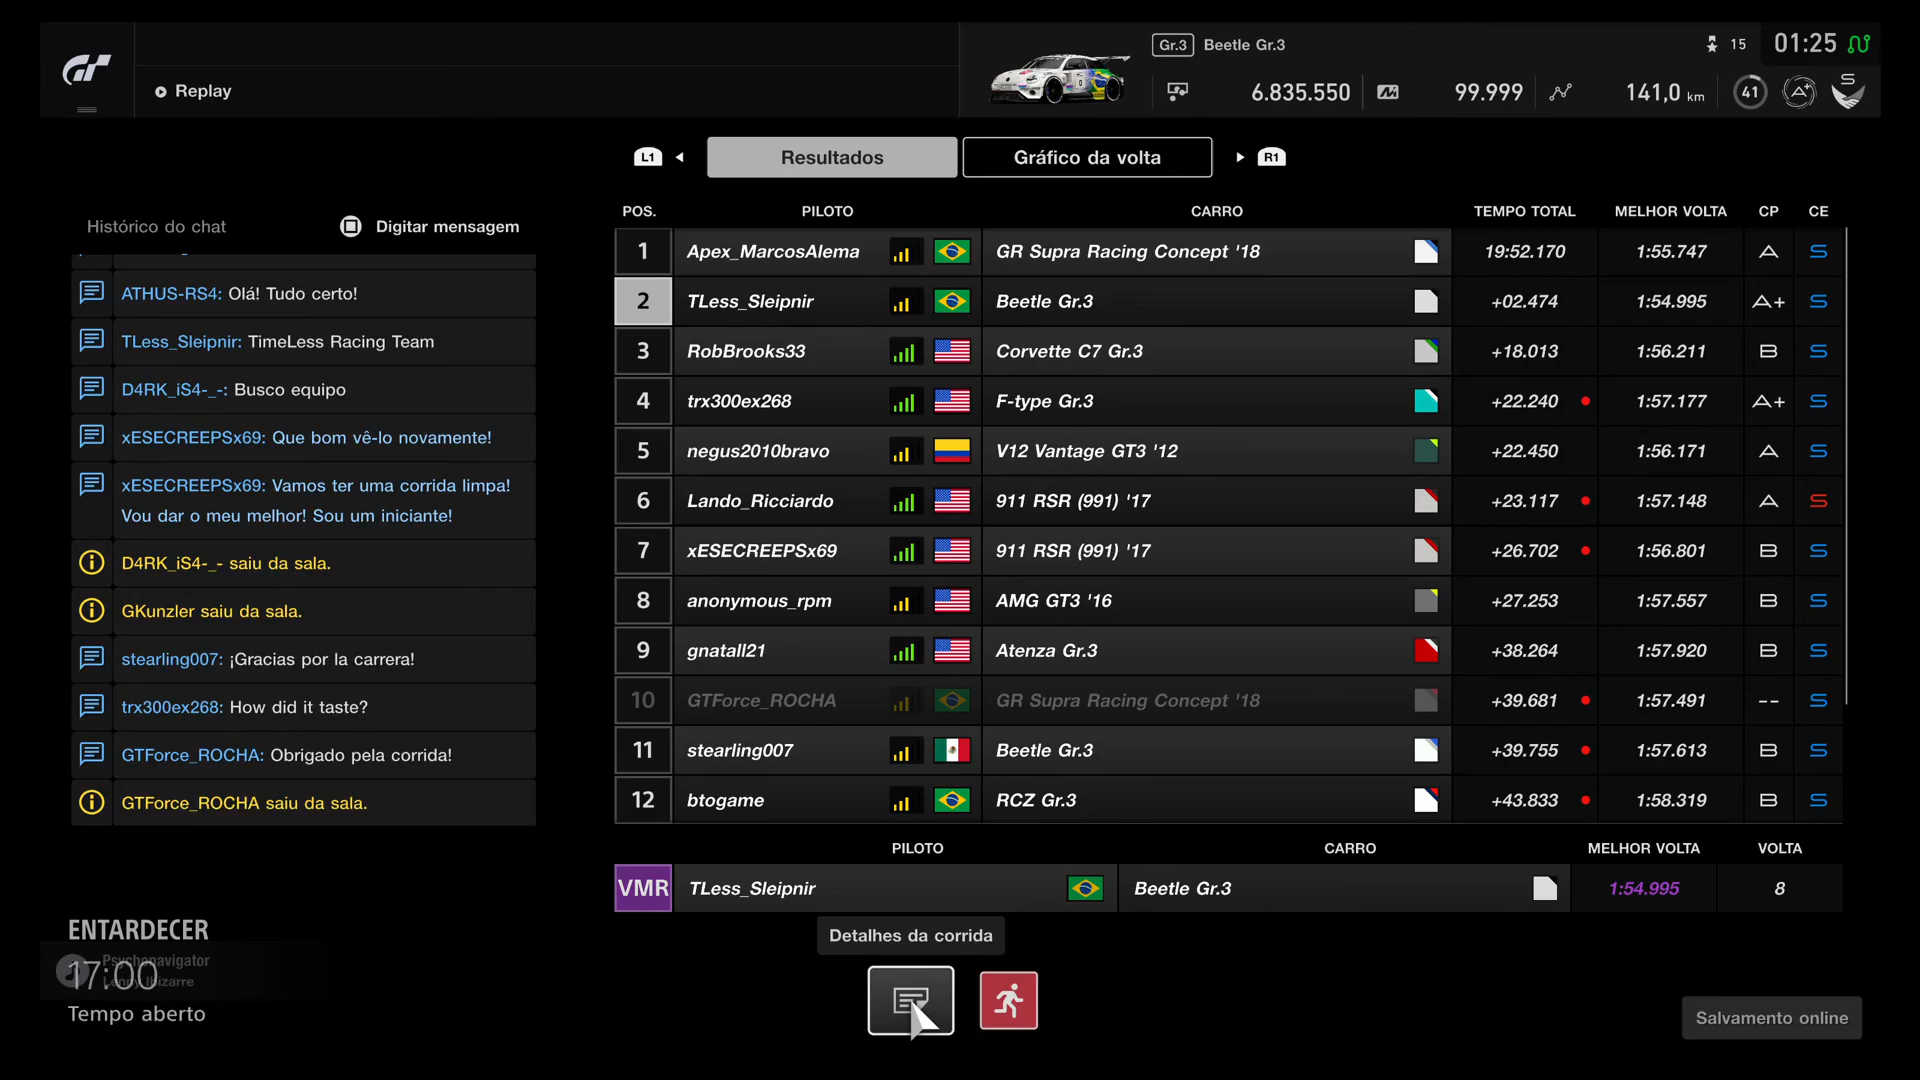 GT
Replay
Gr.3 Beetle Gr.3
15 01:25
6.835.550 99.999 141,0 km 41 A+ S
L1 Resultados Gráfico da volta R1
Histórico do chat Digitar mensagem
ATHUS-RS4: Olá! Tudo certo!
TLess_Sleipnir: TimeLess Racing Team
D4RK_iS4-_-: Busco equipo
xESECREEPSx69: Que bom vê-lo novamente!
xESECREEPSx69: Vamos ter uma corrida limpa!
Vou dar o meu melhor! Sou um iniciante!
D4RK_iS4-_- saiu da sala.
GKunzler saiu da sala.
stearling007: ¡Gracias por la carrera!
trx300ex268: How did it taste?
GTForce_ROCHA: Obrigado pela corrida!
GTForce_ROCHA saiu da sala.
POS. PILOTO CARRO TEMPO TOTAL MELHOR VOLTA CP CE
1 Apex_MarcosAlema GR Supra Racing Concept '18 19:52.170 1:55.747 A S
2 TLess_Sleipnir Beetle Gr.3 +02.474 1:54.995 A+ S
3 RobBrooks33 Corvette C7 Gr.3 +18.013 1:56.211 B S
4 trx300ex268 F-type Gr.3 +22.240 1:57.177 A+ S
5 negus2010bravo V12 Vantage GT3 '12 +22.450 1:56.171 A S
6 Lando_Ricciardo 911 RSR (991) '17 +23.117 1:57.148 A S
7 xESECREEPSx69 911 RSR (991) '17 +26.702 1:56.801 B S
8 anonymous_rpm AMG GT3 '16 +27.253 1:57.557 B S
9 gnatall21 Atenza Gr.3 +38.264 1:57.920 B S
10 GTForce_ROCHA GR Supra Racing Concept '18 +39.681 1:57.491 -- S
11 stearling007 Beetle Gr.3 +39.755 1:57.613 B S
12 btogame RCZ Gr.3 +43.833 1:58.319 B S
PILOTO CARRO MELHOR VOLTA VOLTA
VMR TLess_Sleipnir Beetle Gr.3 1:54.995 8
Detalhes da corrida
ENTARDECER
Psychonavigator
17:00
Lenny Ibizarre
Tempo aberto
Salvamento online